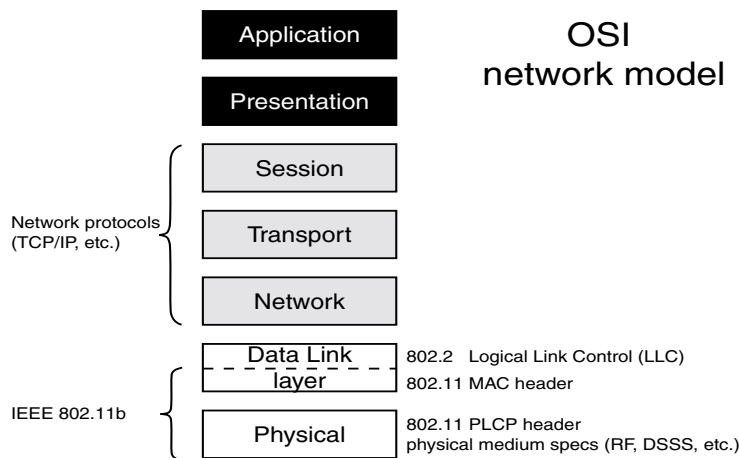 Application
OSI
network model
Presentation
Session
Network protocols
(TCP/IP, etc.)
Transport
Network
Data Link
layer
802.2 Logical Link Control (LLC)
802.11 MAC header
IEEE 802.11b
Physical
802.11 PLCP header
physical medium specs (RF, DSSS, etc.)